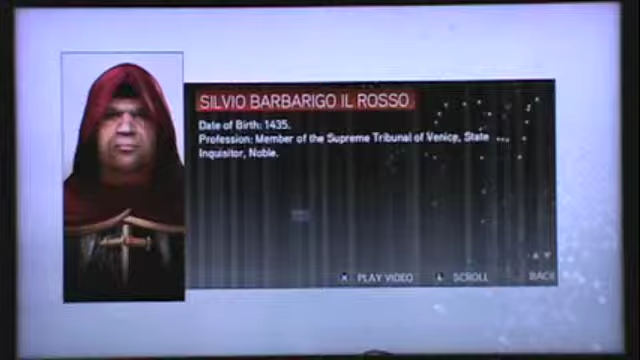 SILVIO BARBARIGO IL ROSSO
Date of Birth: 1435.
Profession: Member of the Supreme Tribunal of Venice, State
Inquisitor, Noble.
X PLAY VIDEO L SCROLL BACK